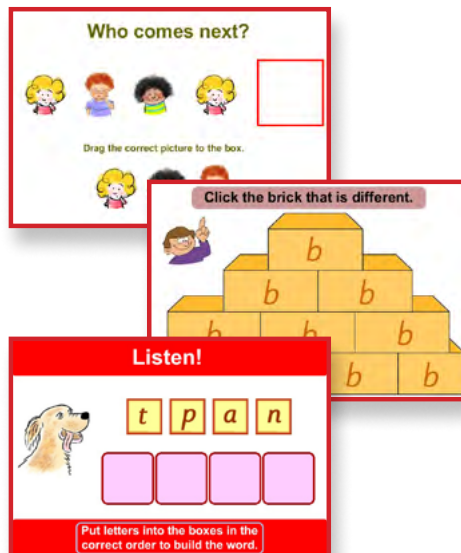 Who comes next?
Drag the correct picture to the box.
Click the brick that is different.
b
b b
b b b
b b
Listen!
t p a n
Put letters into the boxes in the
correct order to build the word.